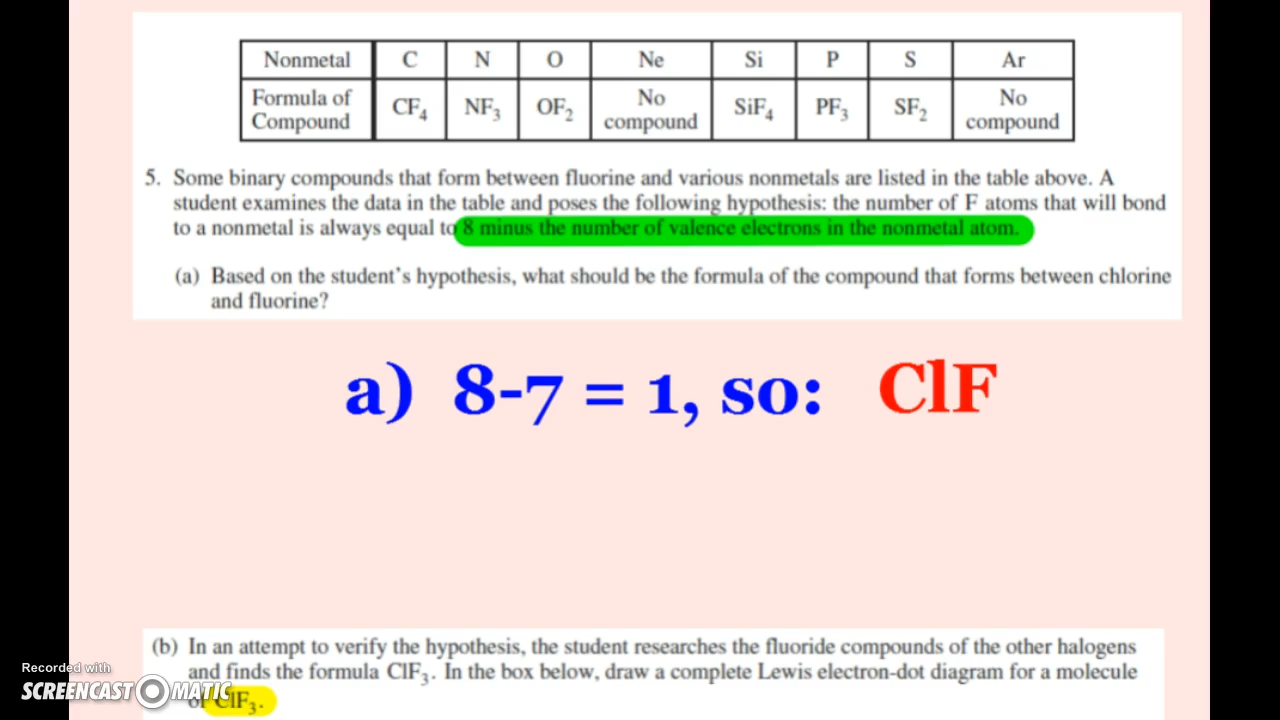 Nonmetal C N O Ne Si P S Ar
Formula of Compound CF₄ NF₃ OF₂ No compound SiF₄ PF₃ SF₂ No compound
5. Some binary compounds that form between fluorine and various nonmetals are listed in the table above. A
student examines the data in the table and poses the following hypothesis: the number of F atoms that will bond
to a nonmetal is always equal to 8 minus the number of valence electrons in the nonmetal atom.
(a) Based on the student's hypothesis, what should be the formula of the compound that forms between chlorine
and fluorine?
a) 8-7 = 1, so: ClF
(b) In an attempt to verify the hypothesis, the student researches the fluoride compounds of the other halogens
and finds the formula ClF₃. In the box below, draw a complete Lewis electron-dot diagram for a molecule
of ClF₃.
Recorded with
SCREENCAST MATIC